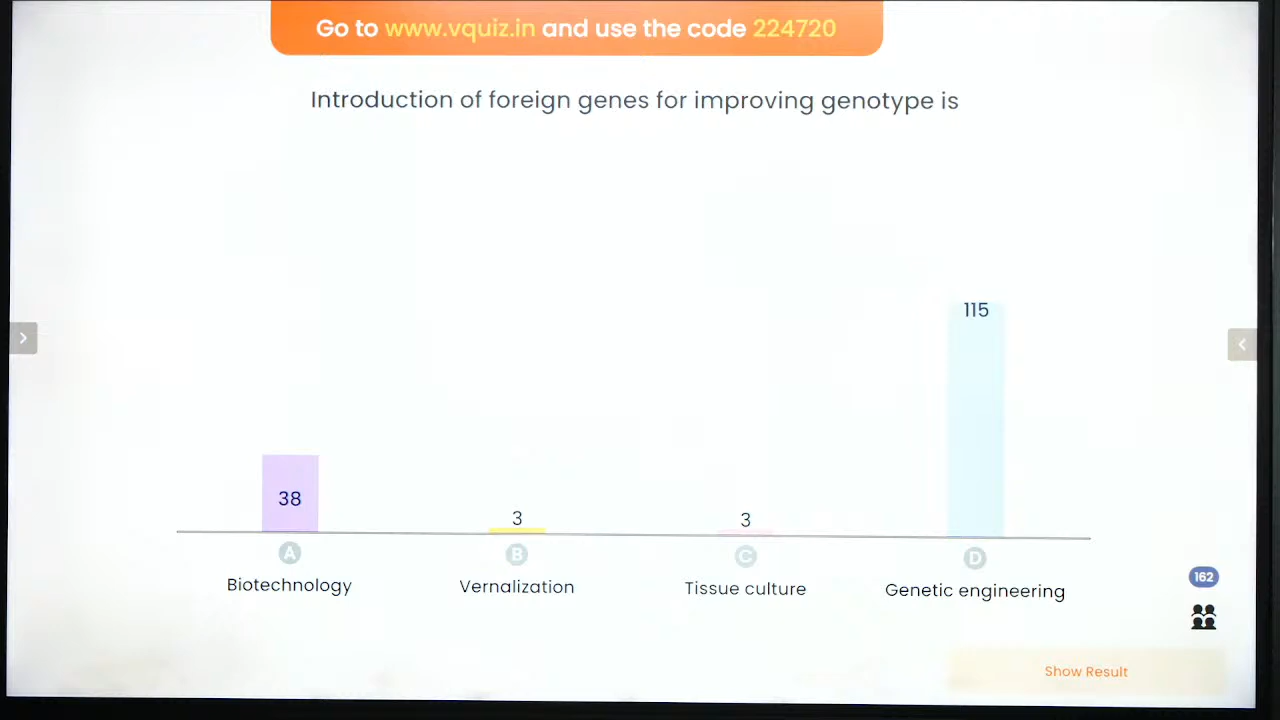 Go to www.vquiz.in and use the code 224720
Introduction of foreign genes for improving genotype is
115
38
3
3
A
B
C
D
Biotechnology
Vernalization
Tissue culture
Genetic engineering
162
Show Result